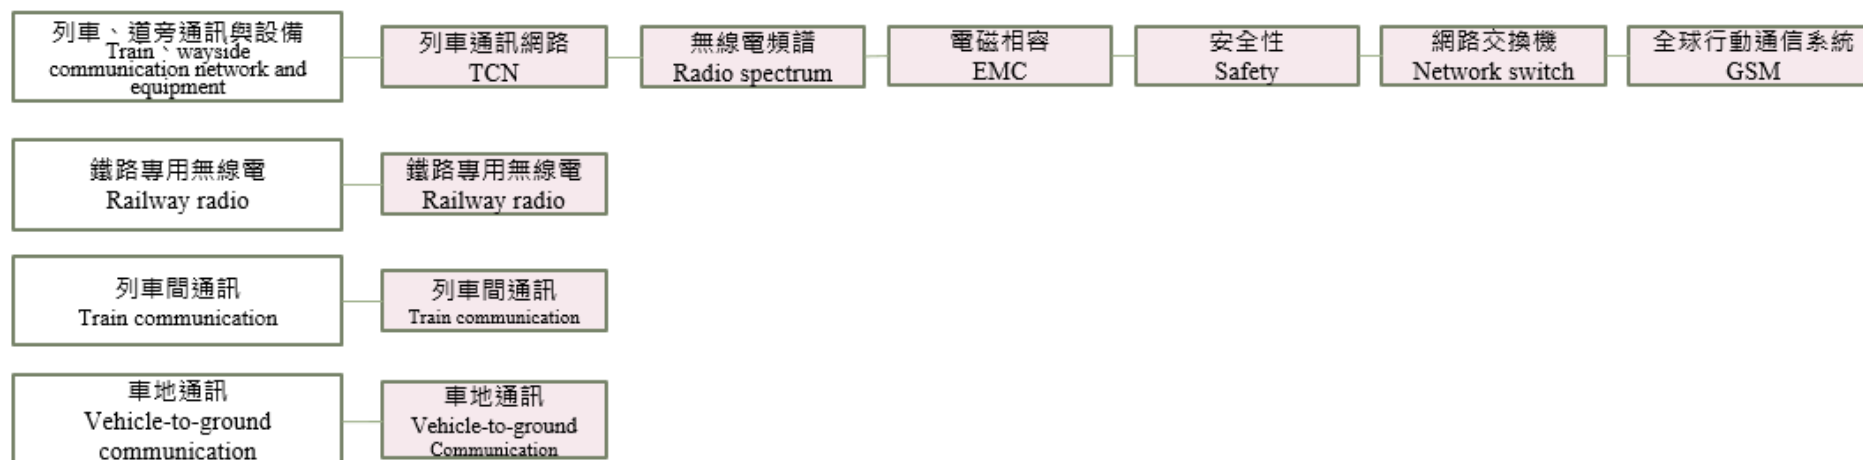 列車、道旁通訊與設備
Train、wayside
communication network and
equipment
列車通訊網路
TCN
無線電頻譜
Radio spectrum
電磁相容
EMC
安全性
Safety
網路交換機
Network switch
全球行動通信系統
GSM
鐵路專用無線電
Railway radio
鐵路專用無線電
Railway radio
列車間通訊
Train communication
列車間通訊
Train communication
車地通訊
Vehicle-to-ground
communication
車地通訊
Vehicle-to-ground
Communication